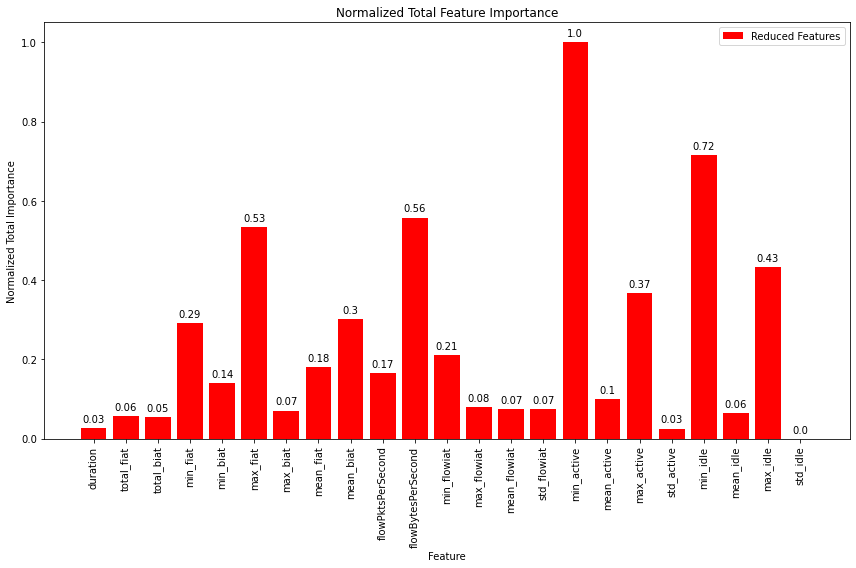 Normalized Total Feature Importance
Reduced Features
Normalized Total Importance
1.0
0.8
0.6
0.4
0.2
0.0
0.03
0.06
0.05
0.29
0.14
0.53
0.07
0.18
0.3
0.17
0.56
0.21
0.08
0.07
0.07
1.0
0.1
0.37
0.03
0.72
0.06
0.43
0.0
duration
total_fiat
total_biat
min_fiat
min_biat
max_fiat
max_biat
mean_fiat
mean_biat
flowPktsPerSecond
flowBytesPerSecond
min_flowiat
max_flowiat
mean_flowiat
std_flowiat
min_active
mean_active
max_active
std_active
min_idle
mean_idle
max_idle
std_idle
Feature